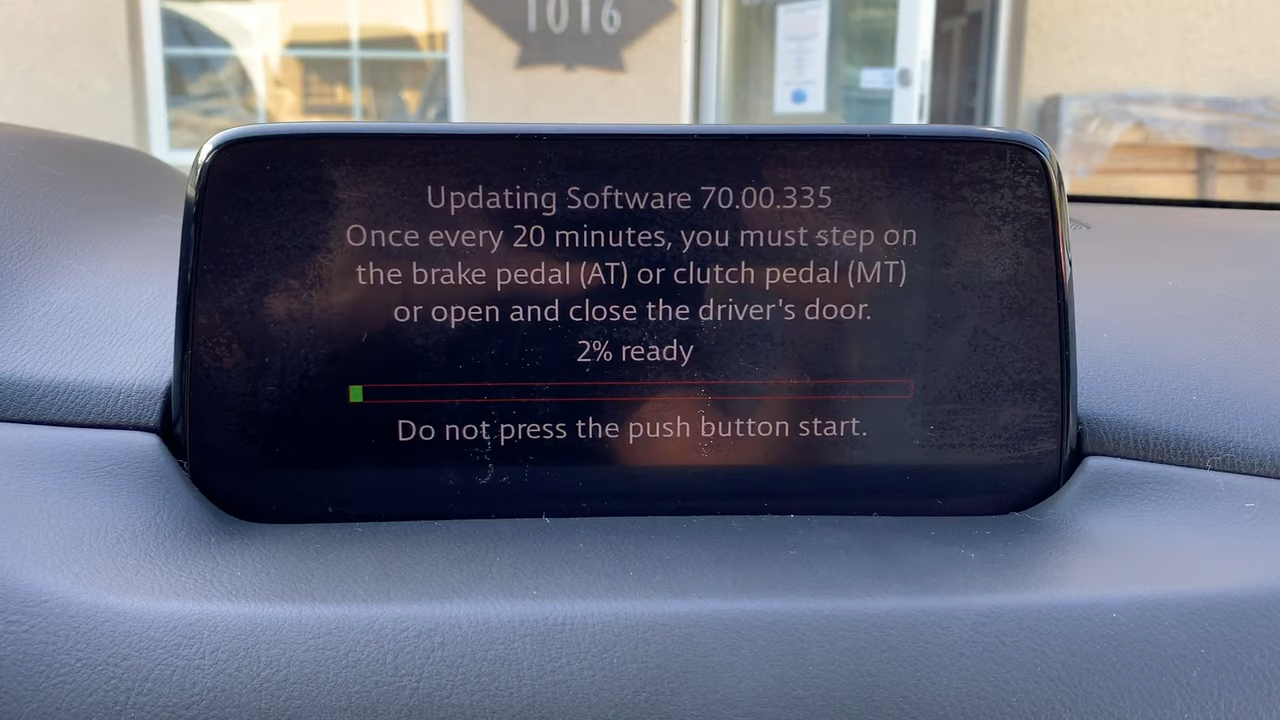 1016
Updating Software 70.00.335
Once every 20 minutes, you must step on
the brake pedal (AT) or clutch pedal (MT)
or open and close the driver's door.
2% ready
Do not press the push button start.